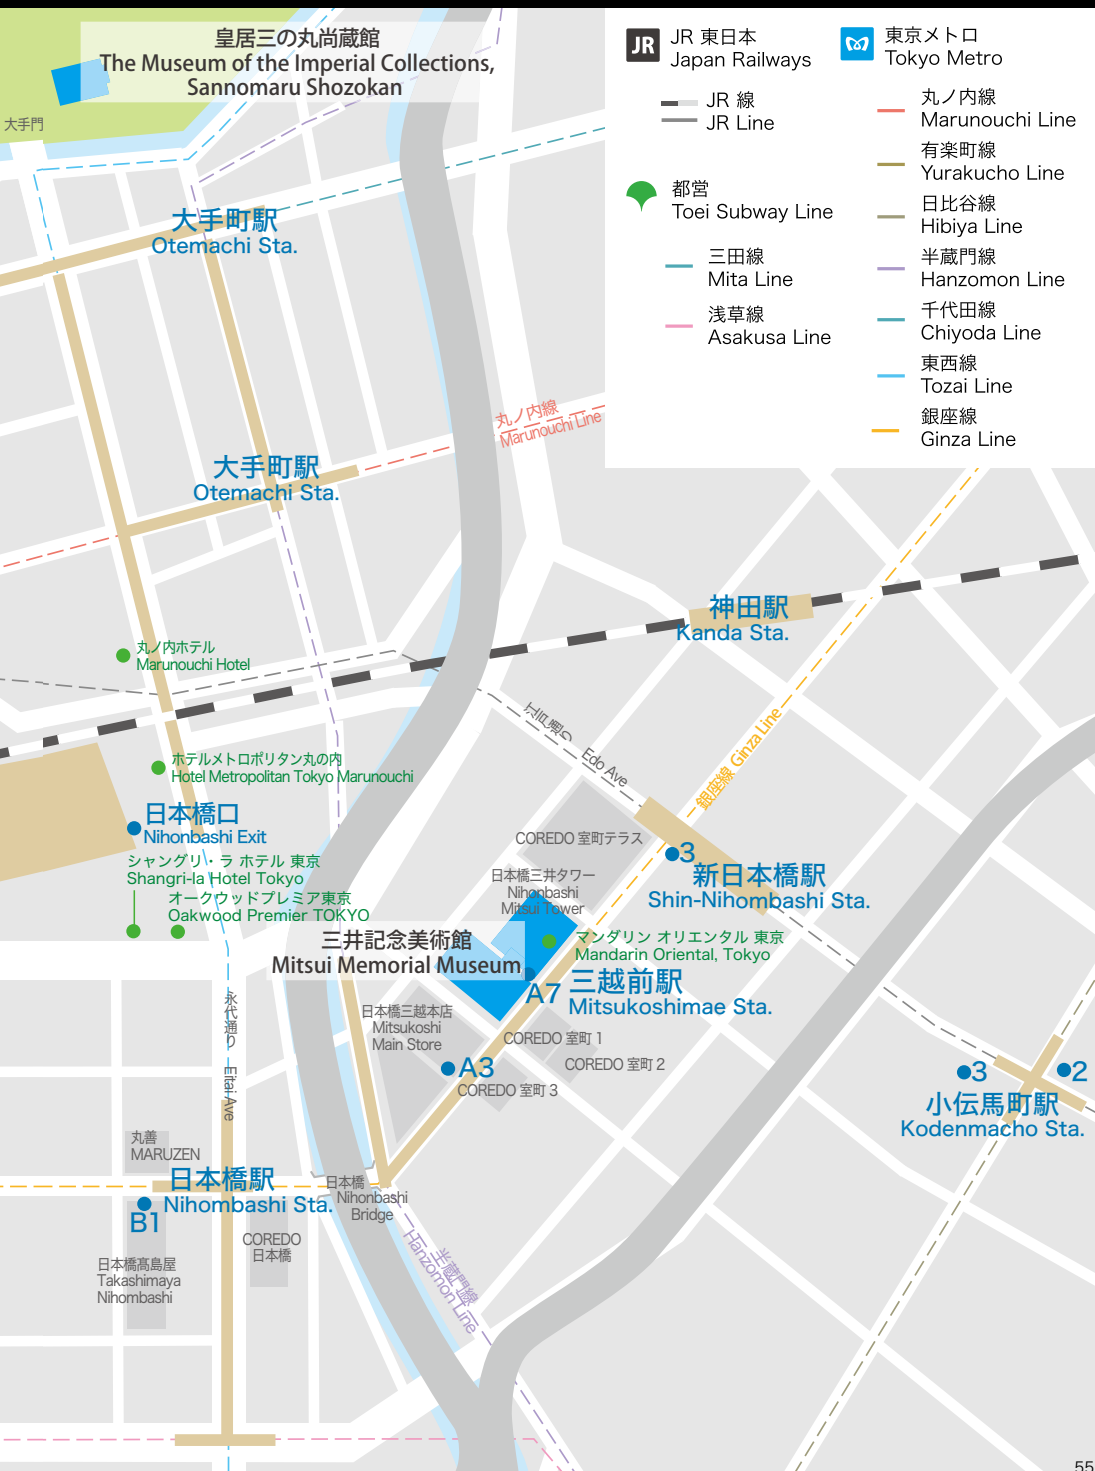 皇居三の丸尚蔵館
The Museum of the Imperial Collections,
Sannomaru Shozokan
大手門
JR
JR 東日本
Japan Railways
JR 線
JR Line
都営
Toei Subway Line
三田線
Mita Line
浅草線
Asakusa Line
東京メトロ
Tokyo Metro
丸ノ内線
Marunouchi Line
有楽町線
Yurakucho Line
日比谷線
Hibiya Line
半蔵門線
Hanzomon Line
千代田線
Chiyoda Line
東西線
Tozai Line
銀座線
Ginza Line
大手町駅
Otemachi Sta.
丸ノ内線
Marunouchi Line
大手町駅
Otemachi Sta.
神田駅
Kanda Sta.
丸ノ内ホテル
Marunouchi Hotel
江戸通り Edo Ave
銀座線 Ginza Line
ホテルメトロポリタン丸の内
Hotel Metropolitan Tokyo Marunouchi
日本橋口
Nihonbashi Exit
シャングリ・ラ ホテル 東京
Shangri-la Hotel Tokyo
オークウッドプレミア東京
Oakwood Premier TOKYO
COREDO 室町テラス
3
新日本橋駅
Shin-Nihombashi Sta.
日本橋三井タワー
Nihonbashi
Mitsui Tower
マンダリン オリエンタル 東京
Mandarin Oriental, Tokyo
三井記念美術館
Mitsui Memorial Museum
A7
三越前駅
Mitsukoshimae Sta.
日本橋三越本店
Mitsukoshi
Main Store
COREDO 室町 1
COREDO 室町 2
A3
COREDO 室町 3
永代通り Eitai Ave
3
2
小伝馬町駅
Kodenmacho Sta.
丸善
MARUZEN
日本橋駅
Nihombashi Sta.
B1
日本橋
Nihonbashi
Bridge
COREDO
日本橋
日本橋髙島屋
Takashimaya
Nihombashi
半蔵門線
Hanzomon Line
55